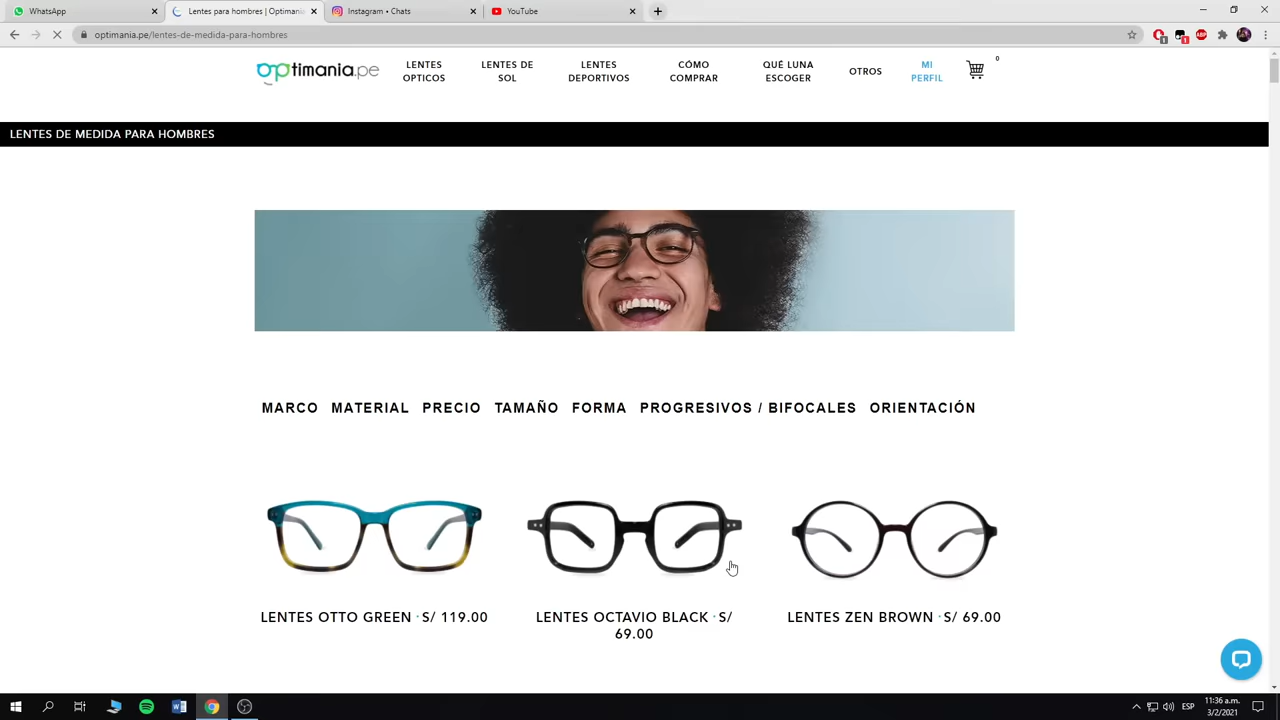 WhatsApp
Lentes para hombres | Optimania
Instagram • Chats
YouTube
optimania.pe/lentes-de-medida-para-hombres
optimania.pe
LENTES
OPTICOS
LENTES DE
SOL
LENTES
DEPORTIVOS
CÓMO
COMPRAR
QUÉ LUNA
ESCOGER
OTROS
MI
PERFIL
0
LENTES DE MEDIDA PARA HOMBRES
MARCO MATERIAL PRECIO TAMAÑO FORMA PROGRESIVOS / BIFOCALES ORIENTACIÓN
LENTES OTTO GREEN · S/ 119.00
LENTES OCTAVIO BLACK · S/
69.00
LENTES ZEN BROWN · S/ 69.00
ESP
11:36 a.m.
3/2/2021